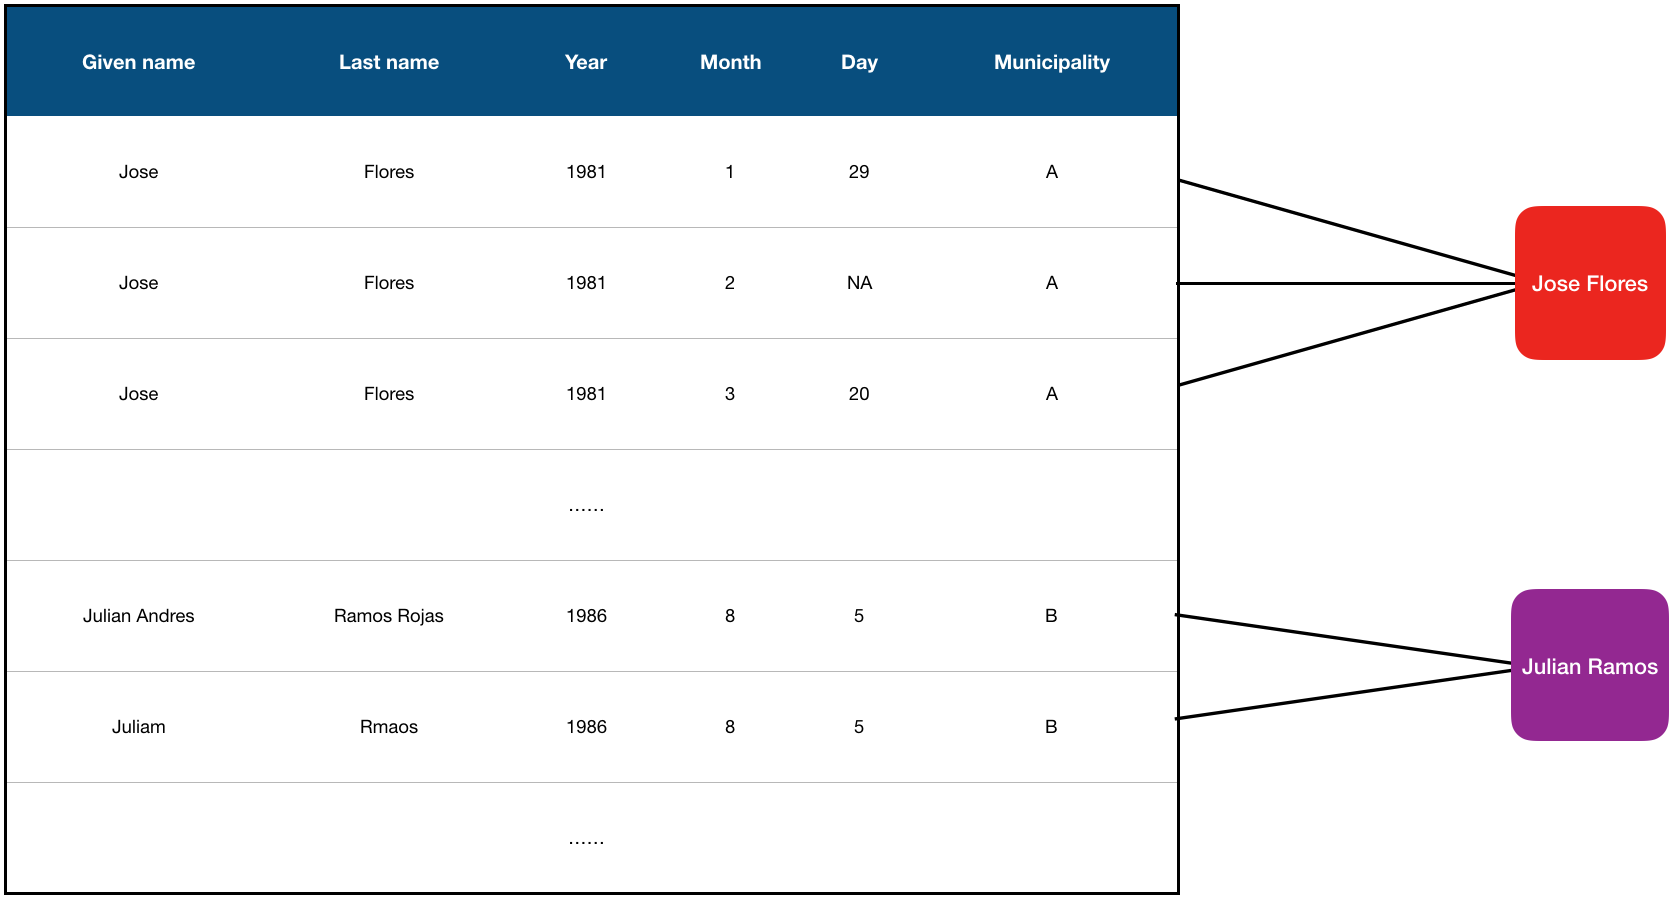 Given name Last name Year Month Day Municipality
Jose Flores 1981 1 29 A
Jose Flores 1981 2 NA A
Jose Flores 1981 3 20 A
......
Julian Andres Ramos Rojas 1986 8 5 B
Juliam Rmaos 1986 8 5 B
......
Jose Flores
Julian Ramos